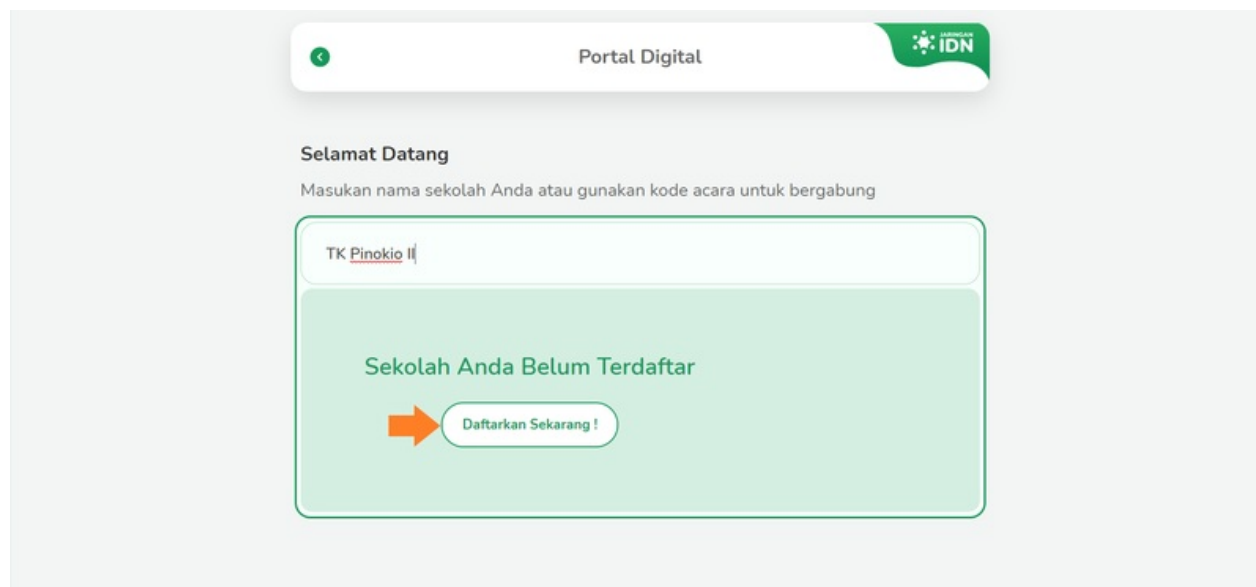 Portal Digital
JARINGAN
IDN
Selamat Datang
Masukan nama sekolah Anda atau gunakan kode acara untuk bergabung
TK Pinokio II
Sekolah Anda Belum Terdaftar
Daftarkan Sekarang !